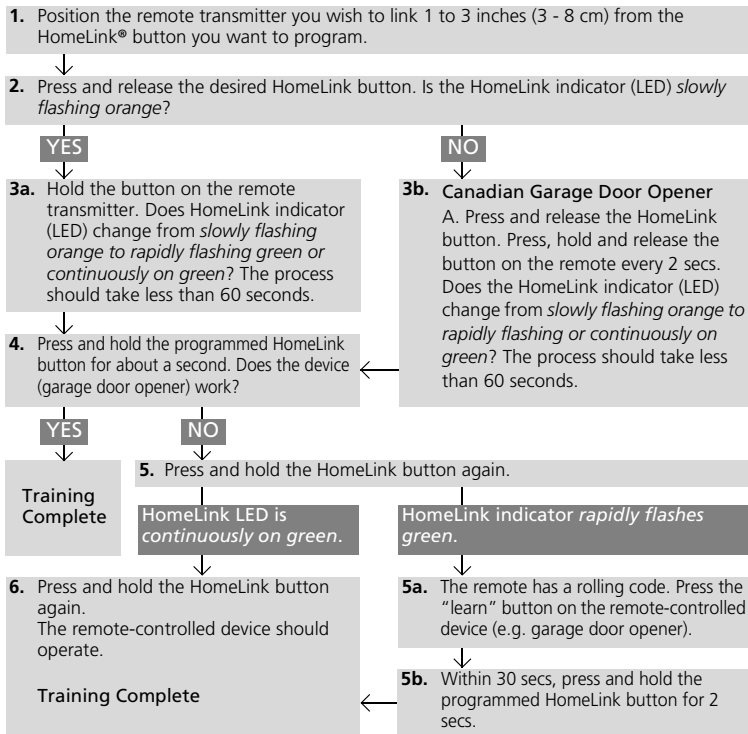 1. Position the remote transmitter you wish to link 1 to 3 inches (3 - 8 cm) from the
HomeLink® button you want to program.
2. Press and release the desired HomeLink button. Is the HomeLink indicator (LED) slowly
flashing orange?
YES
NO
3a. Hold the button on the remote
transmitter. Does HomeLink indicator
(LED) change from slowly flashing
orange to rapidly flashing green or
continuously on green? The process
should take less than 60 seconds.
3b. Canadian Garage Door Opener
A. Press and release the HomeLink
button. Press, hold and release the
button on the remote every 2 secs.
Does the HomeLink indicator (LED)
change from slowly flashing orange to
rapidly flashing or continuously on
green? The process should take less
than 60 seconds.
4. Press and hold the programmed HomeLink
button for about a second. Does the device
(garage door opener) work?
YES
NO
Training
Complete
5. Press and hold the HomeLink button again.
HomeLink LED is
continuously on green.
HomeLink indicator rapidly flashes
green.
6. Press and hold the HomeLink button
again.
The remote-controlled device should
operate.
Training Complete
5a. The remote has a rolling code. Press the
“learn” button on the remote-controlled
device (e.g. garage door opener).
5b. Within 30 secs, press and hold the
programmed HomeLink button for 2
secs.